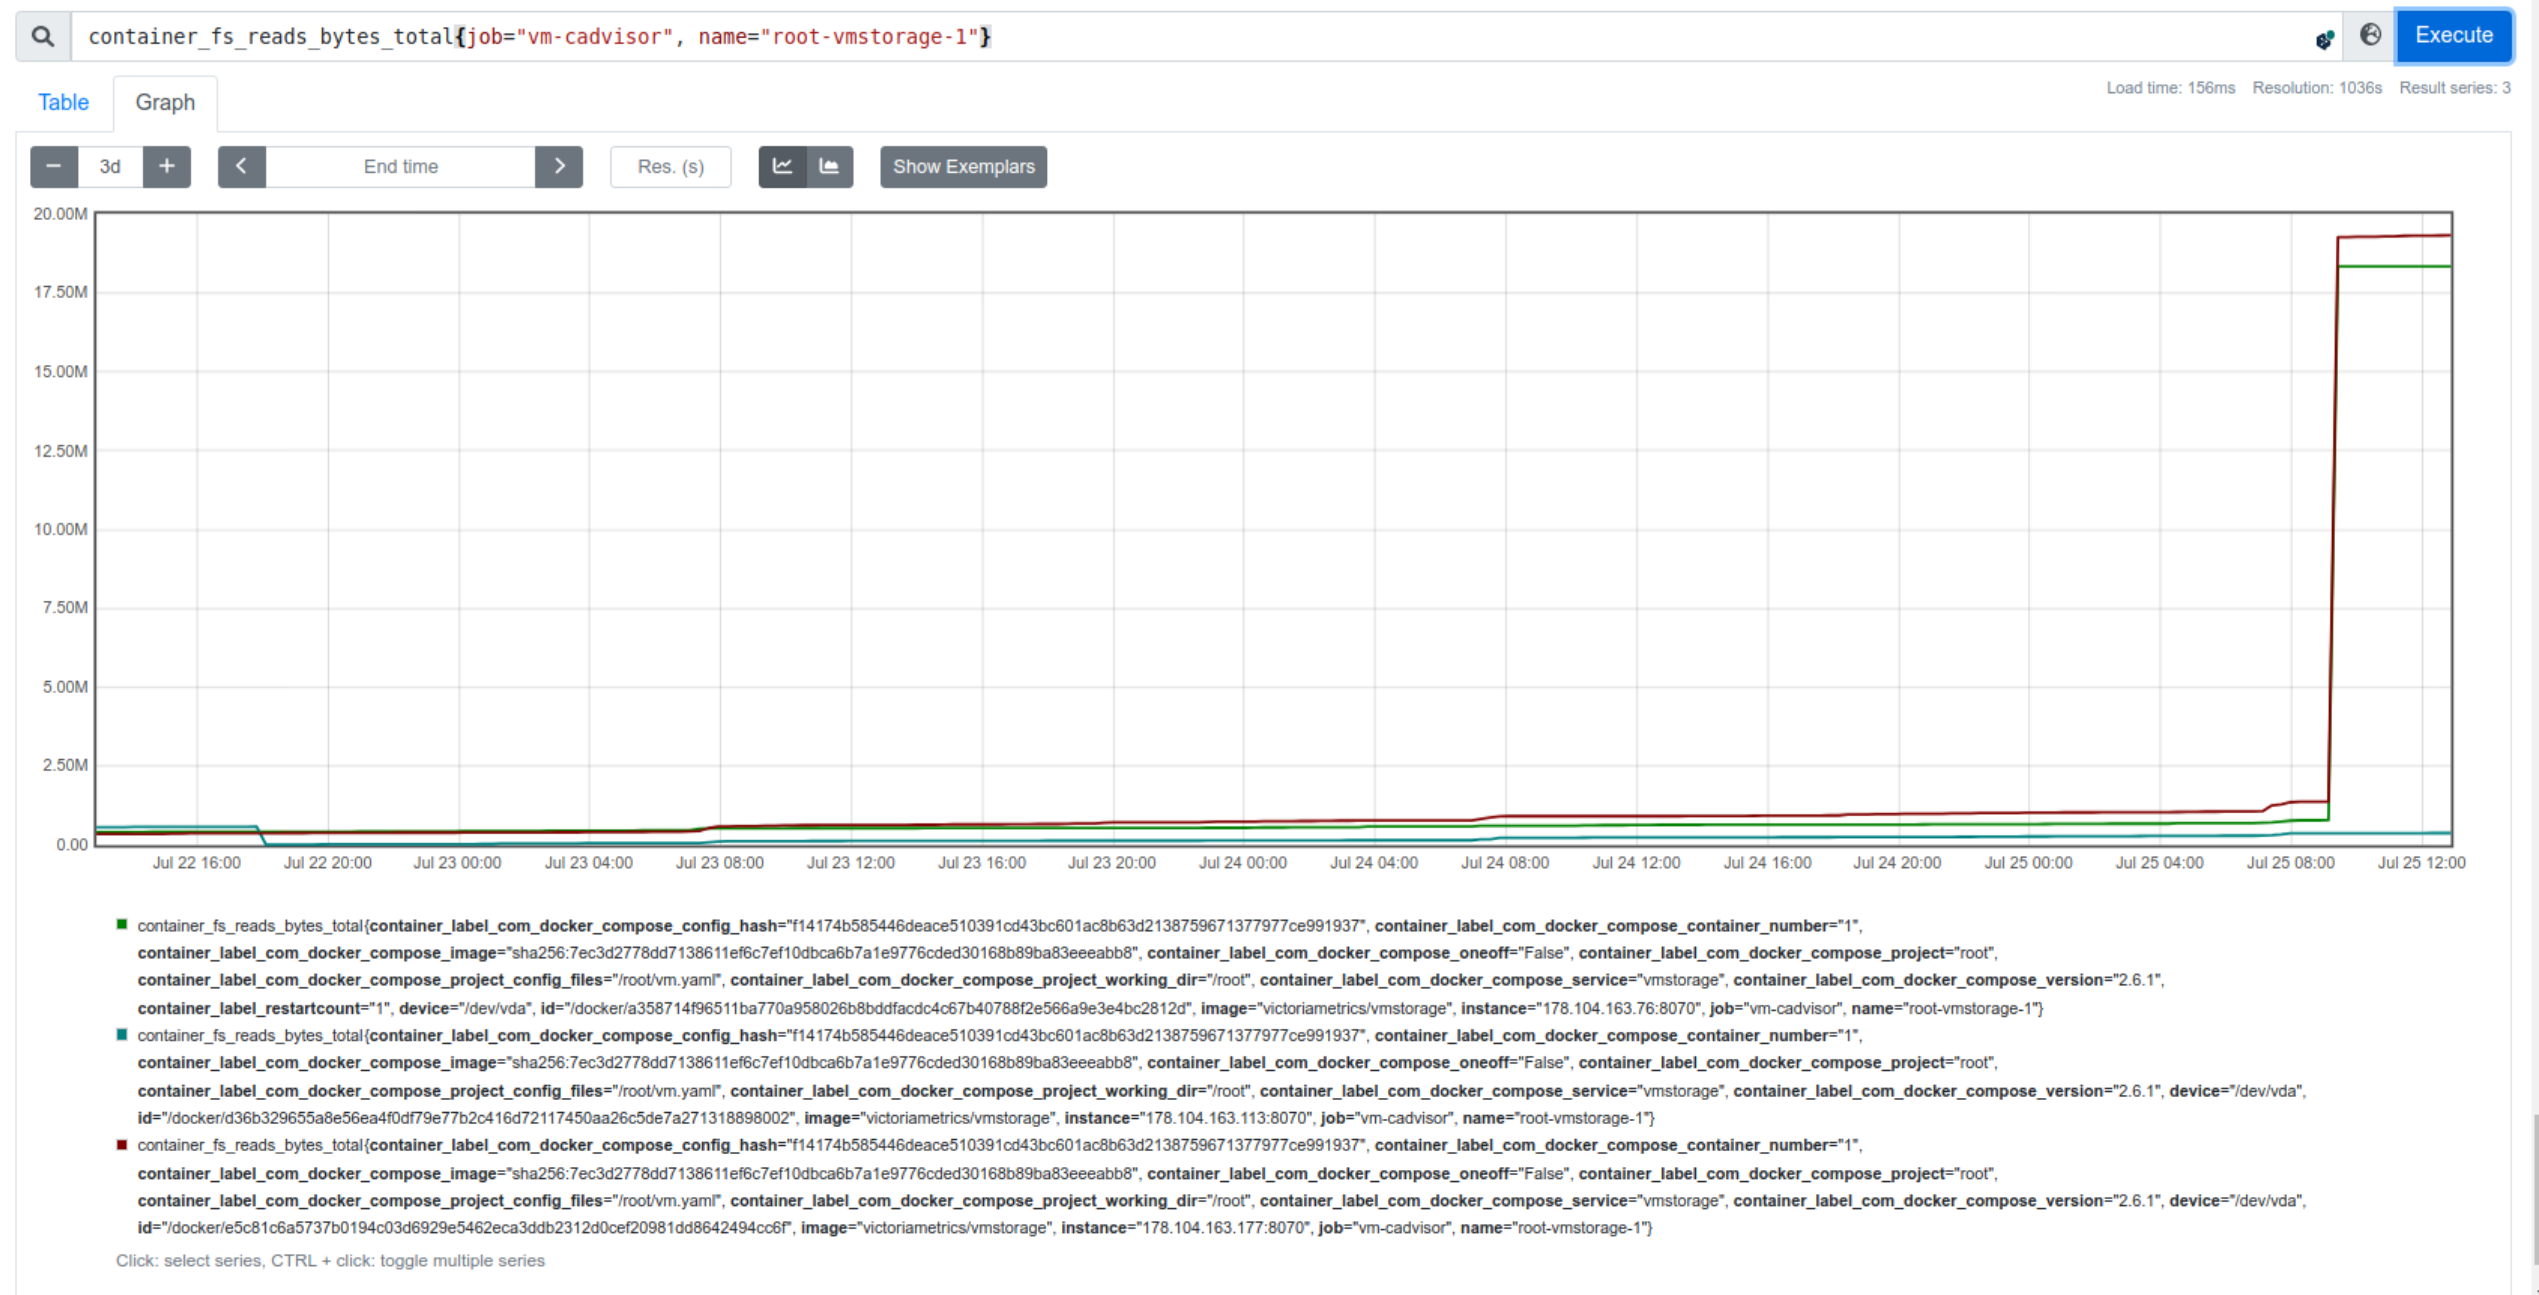 container_fs_reads_bytes_total{job="vm-cadvisor", name="root-vmstorage-1"}
Execute
Load time: 156ms Resolution: 1036s Result series: 3
Table Graph
− 3d + < End time > Res. (s) Show Exemplars
20.00M
17.50M
15.00M
12.50M
10.00M
7.50M
5.00M
2.50M
0.00
Jul 22 16:00 Jul 22 20:00 Jul 23 00:00 Jul 23 04:00 Jul 23 08:00 Jul 23 12:00 Jul 23 16:00 Jul 23 20:00 Jul 24 00:00 Jul 24 04:00 Jul 24 08:00 Jul 24 12:00 Jul 24 16:00 Jul 24 20:00 Jul 25 00:00 Jul 25 04:00 Jul 25 08:00 Jul 25 12:00
container_fs_reads_bytes_total{container_label_com_docker_compose_config_hash="f14174b585446deace510391cd43bc601ac8b63d2138759671377977ce991937", container_label_com_docker_compose_container_number="1",
container_label_com_docker_compose_image="sha256:7ec3d2778dd7138611ef6c7ef10dbca6b7a1e9776cded30168b89ba83eeeabb8", container_label_com_docker_compose_oneoff="False", container_label_com_docker_compose_project="root",
container_label_com_docker_compose_project_config_files="/root/vm.yaml", container_label_com_docker_compose_project_working_dir="/root", container_label_com_docker_compose_service="vmstorage", container_label_com_docker_compose_version="2.6.1",
container_label_restartcount="1", device="/dev/vda", id="/docker/a358714f96511ba770a958026b8bddfacdc4c67b40788f2e566a9e3e4bc2812d", image="victoriametrics/vmstorage", instance="178.104.163.76:8070", job="vm-cadvisor", name="root-vmstorage-1"}
container_fs_reads_bytes_total{container_label_com_docker_compose_config_hash="f14174b585446deace510391cd43bc601ac8b63d2138759671377977ce991937", container_label_com_docker_compose_container_number="1",
container_label_com_docker_compose_image="sha256:7ec3d2778dd7138611ef6c7ef10dbca6b7a1e9776cded30168b89ba83eeeabb8", container_label_com_docker_compose_oneoff="False", container_label_com_docker_compose_project="root",
container_label_com_docker_compose_project_config_files="/root/vm.yaml", container_label_com_docker_compose_project_working_dir="/root", container_label_com_docker_compose_service="vmstorage", container_label_com_docker_compose_version="2.6.1", device="/dev/vda",
id="/docker/d36b329655a8e56ea4f0df79e77b2c416d72117450aa26c5de7a271318898002", image="victoriametrics/vmstorage", instance="178.104.163.113:8070", job="vm-cadvisor", name="root-vmstorage-1"}
container_fs_reads_bytes_total{container_label_com_docker_compose_config_hash="f14174b585446deace510391cd43bc601ac8b63d2138759671377977ce991937", container_label_com_docker_compose_container_number="1",
container_label_com_docker_compose_image="sha256:7ec3d2778dd7138611ef6c7ef10dbca6b7a1e9776cded30168b89ba83eeeabb8", container_label_com_docker_compose_oneoff="False", container_label_com_docker_compose_project="root",
container_label_com_docker_compose_project_config_files="/root/vm.yaml", container_label_com_docker_compose_project_working_dir="/root", container_label_com_docker_compose_service="vmstorage", container_label_com_docker_compose_version="2.6.1", device="/dev/vda",
id="/docker/e5c81c6a5737b0194c03d6929e5462eca3ddb2312d0cef20981dd8642494cc6f", image="victoriametrics/vmstorage", instance="178.104.163.177:8070", job="vm-cadvisor", name="root-vmstorage-1"}
Click: select series, CTRL + click: toggle multiple series